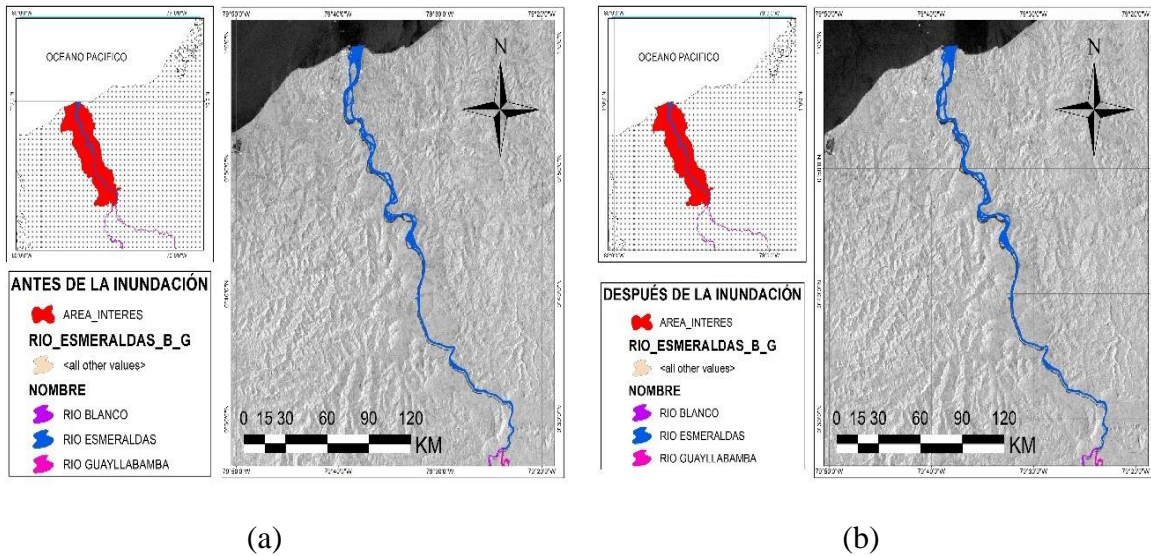 OCEANO PACIFICO
ANTES DE LA INUNDACIÓN
AREA_INTERES
RIO_ESMERALDAS_B_G
<all other values>
NOMBRE
RIO BLANCO
RIO ESMERALDAS
RIO GUAYLLABAMBA
N
0 15 30 60 90 120
KM
(a)
OCEANO PACIFICO
DESPUÉS DE LA INUNDACIÓN
AREA_INTERES
RIO_ESMERALDAS_B_G
<all other values>
NOMBRE
RIO BLANCO
RIO ESMERALDAS
RIO GUAYLLABAMBA
N
0 15 30 60 90 120
KM
(b)